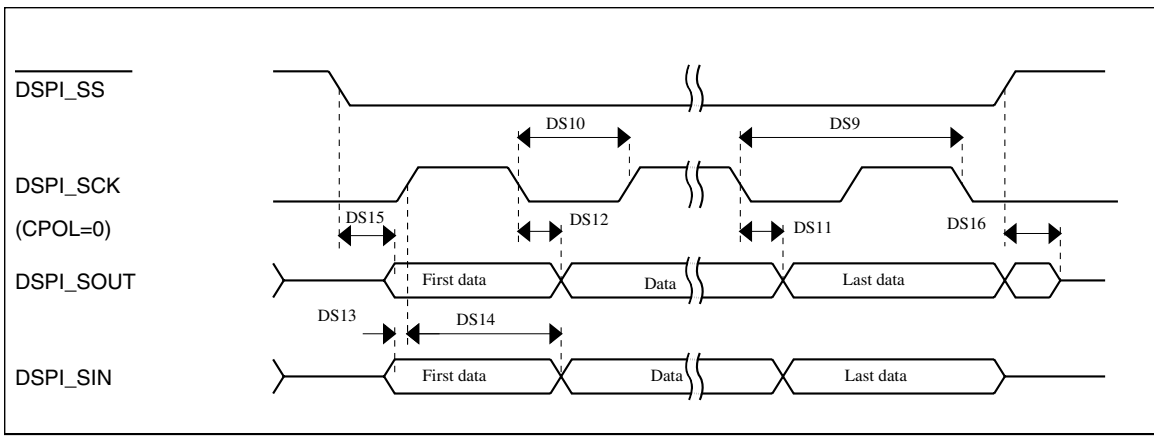 DSPI_SS
DS10
DS9
DSPI_SCK
(CPOL=0)
DS15
DS12
DS11
DS16
DSPI_SOUT
First data
Data
Last data
DS13
DS14
DSPI_SIN
First data
Data
Last data